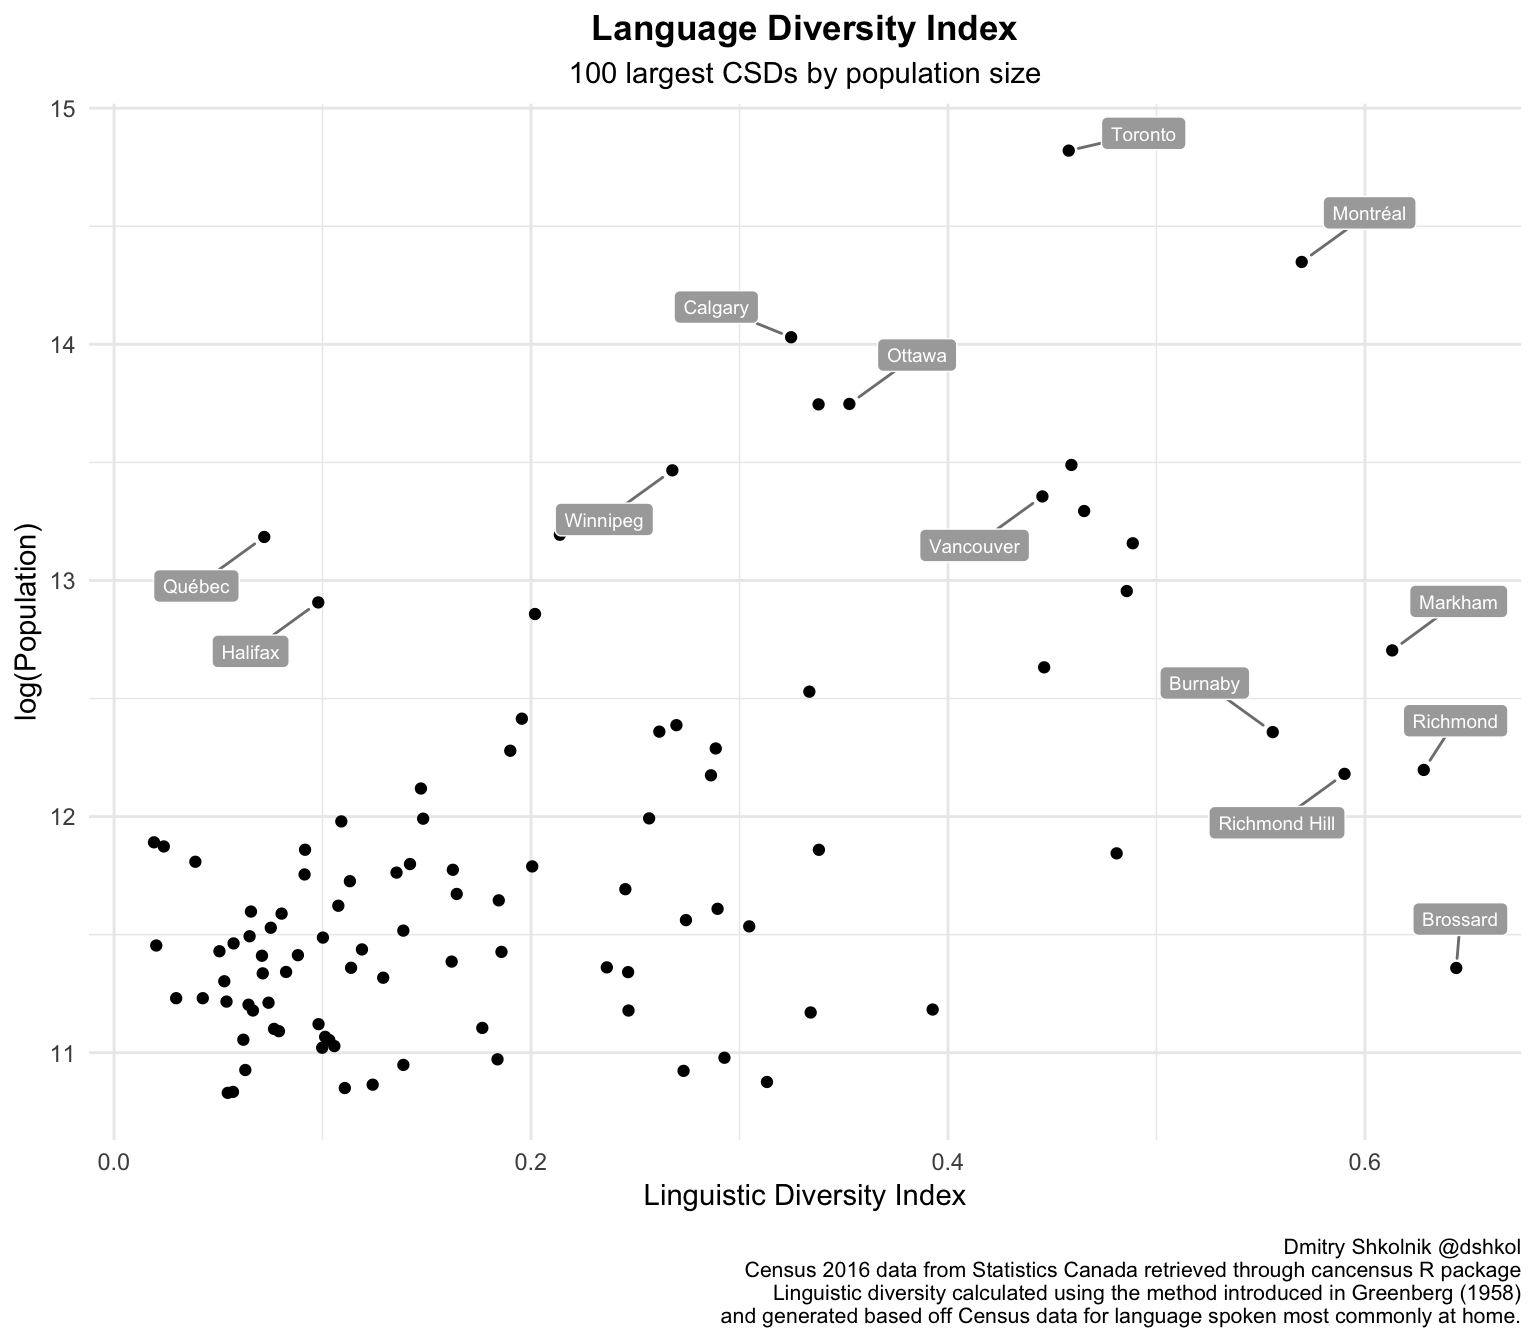 Language Diversity Index
100 largest CSDs by population size
15
Toronto
Montréal
Calgary
14
Ottawa
Winnipeg
Vancouver
Québec
13
Halifax
Markham
Burnaby
Richmond
12
Richmond Hill
Brossard
11
log(Population)
0.0
0.2
0.4
0.6
Linguistic Diversity Index
Dmitry Shkolnik @dshkol
Census 2016 data from Statistics Canada retrieved through cancensus R package
Linguistic diversity calculated using the method introduced in Greenberg (1958)
and generated based off Census data for language spoken most commonly at home.